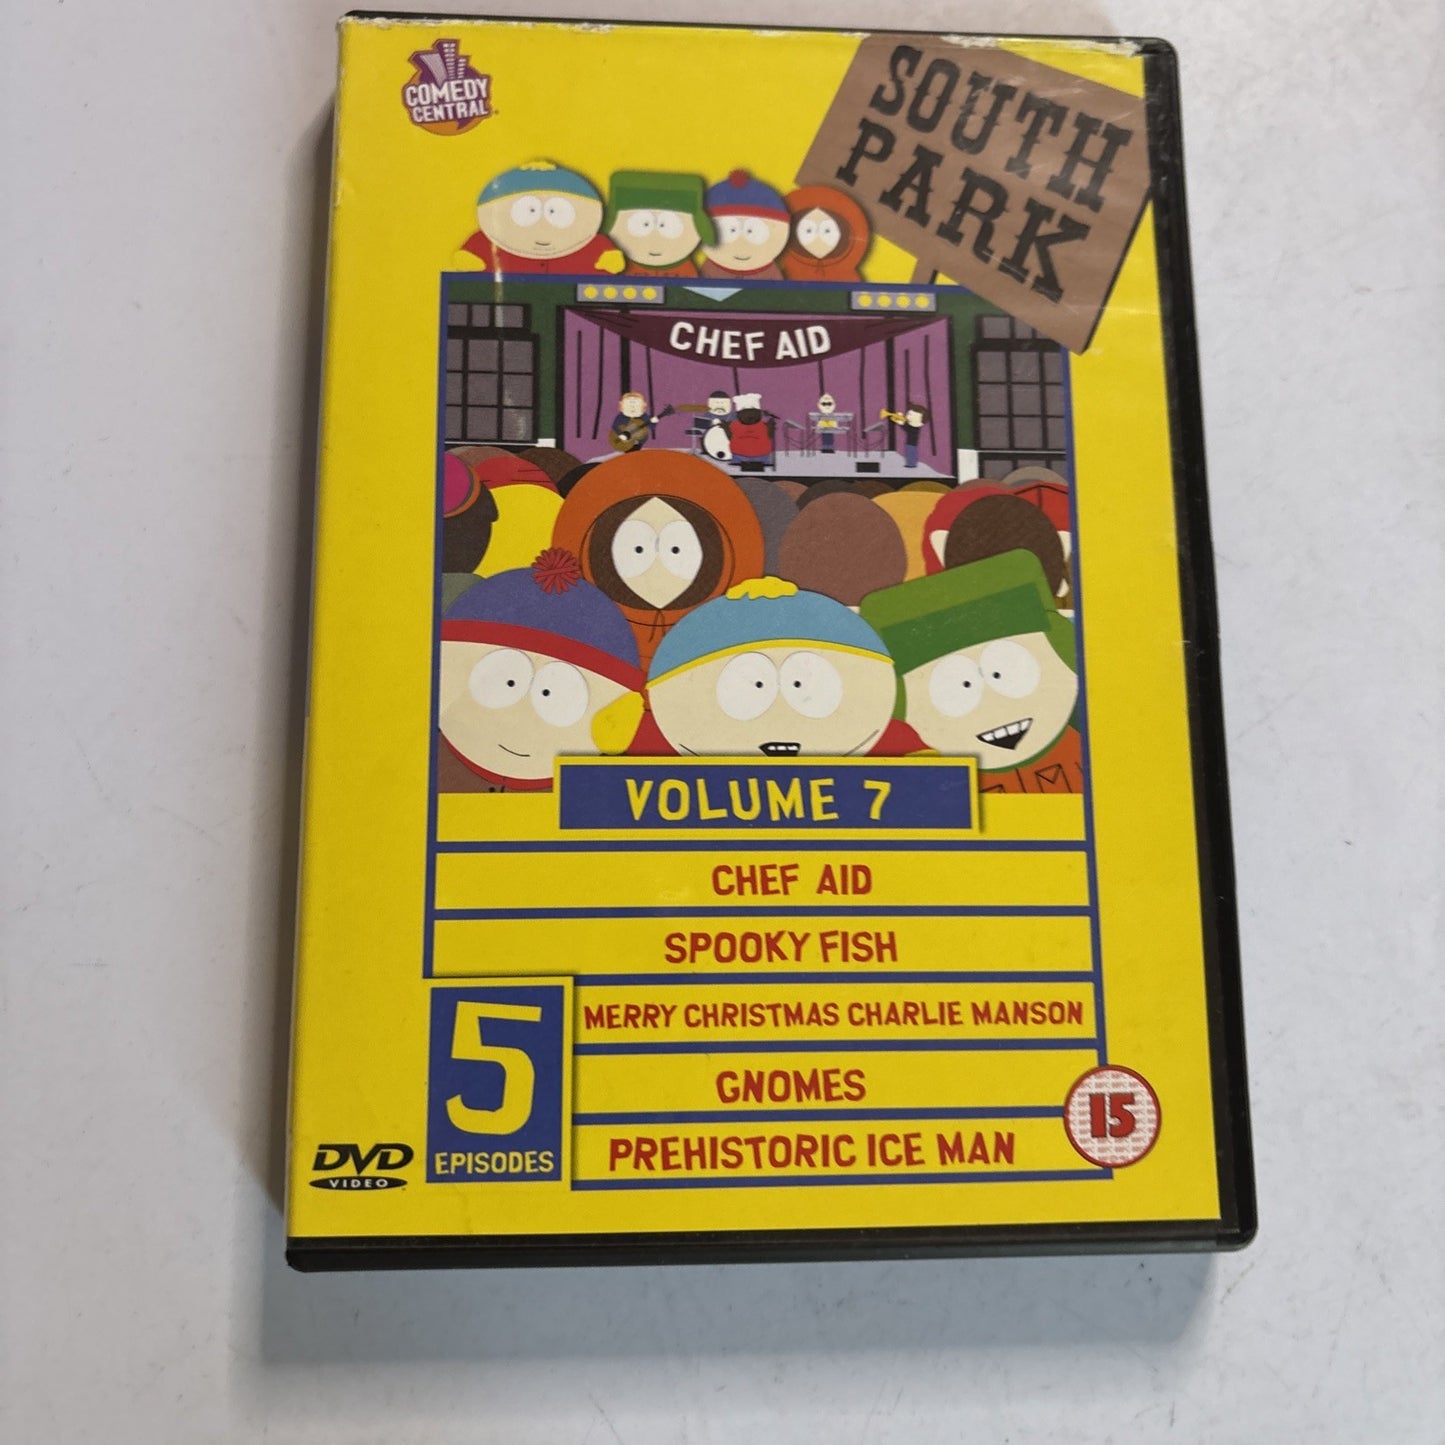 COMEDY
CENTRAL
SOUTH
PARK
CHEF AID
VOLUME 7
CHEF AID
SPOOKY FISH
MERRY CHRISTMAS CHARLIE MANSON
GNOMES
PREHISTORIC ICE MAN
5
EPISODES
15
DVD
VIDEO